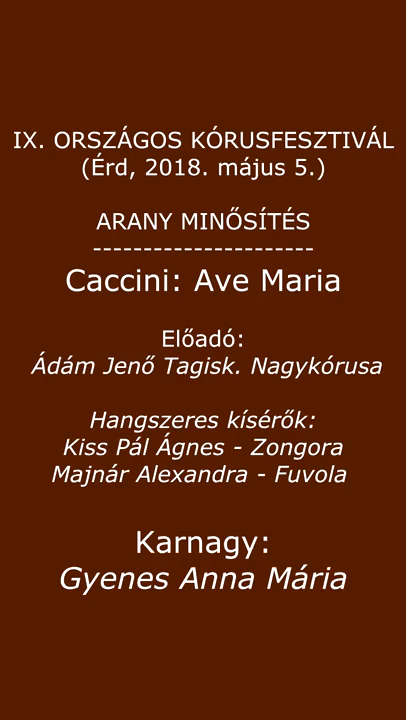 IX. ORSZÁGOS KÓRUSFESZTIVÁL
(Érd, 2018. május 5.)
ARANY MINŐSÍTÉS
----------------------
Caccini: Ave Maria
Előadó:
Ádám Jenő Tagisk. Nagykórusa
Hangszeres kísérők:
Kiss Pál Ágnes - Zongora
Majnár Alexandra - Fuvola
Karnagy:
Gyenes Anna Mária